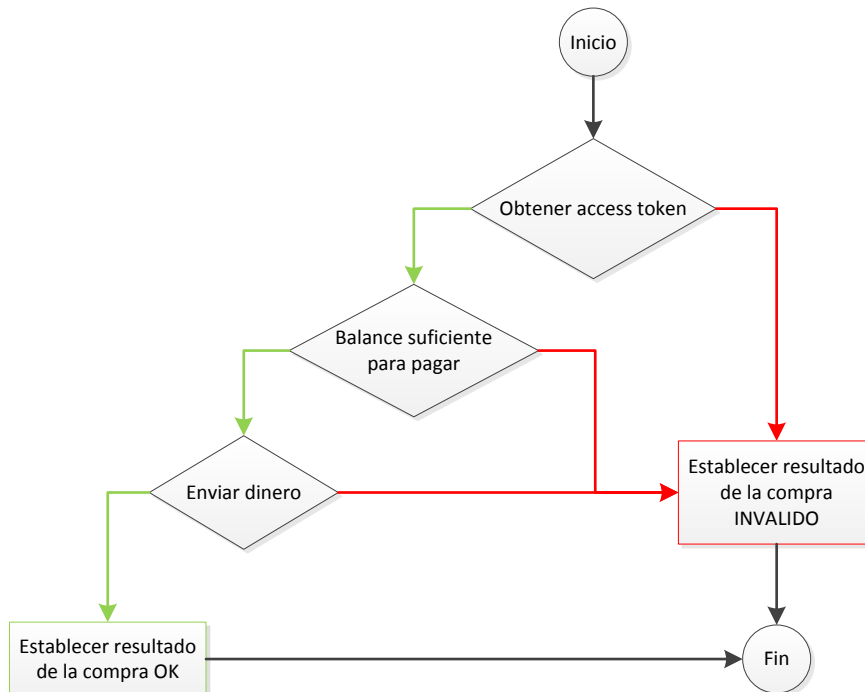 Inicio
Obtener access token
Balance suficiente
para pagar
Enviar dinero
Establecer resultado
de la compra
INVALIDO
Establecer resultado
de la compra OK
Fin